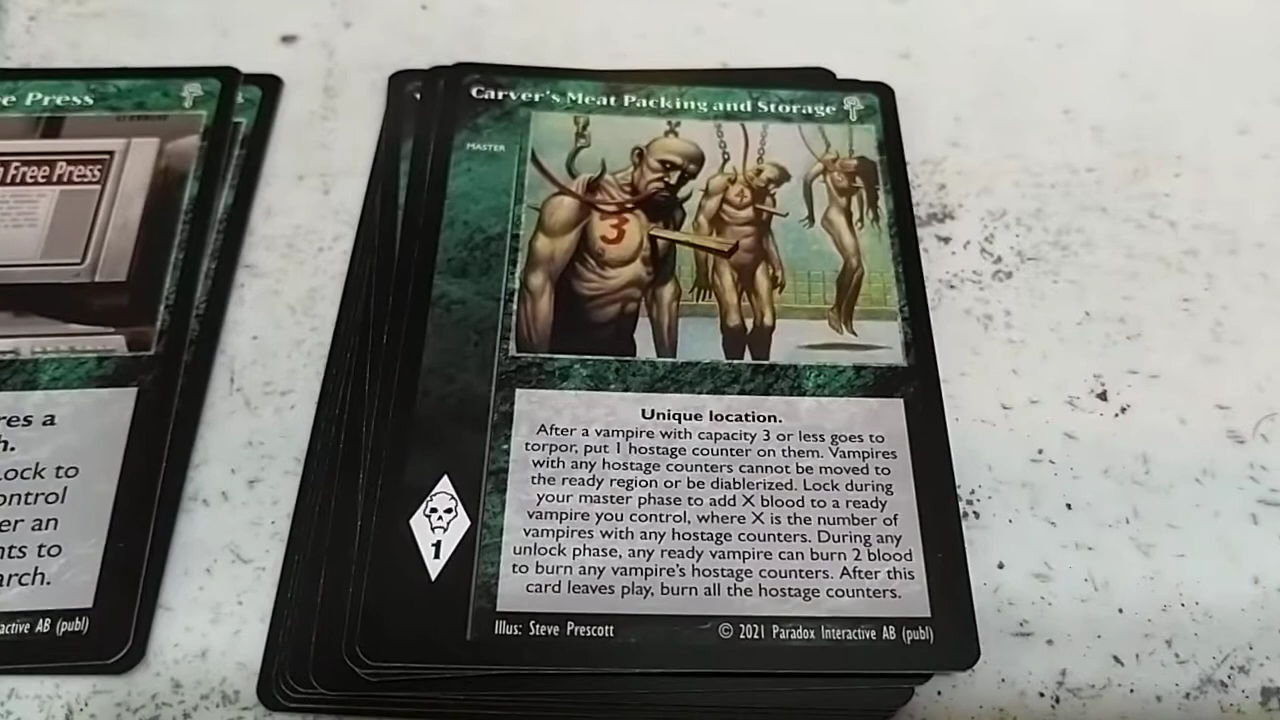 e Press
Free Press
res a
h.
Lock to
ontrol
er an
nts to
arch.
active AB (publ)
Carver's Meat Packing and Storage
MASTER
3
4
Unique location.
After a vampire with capacity 3 or less goes to
torpor, put 1 hostage counter on them. Vampires
with any hostage counters cannot be moved to
the ready region or be diablerized. Lock during
your master phase to add X blood to a ready
vampire you control, where X is the number of
vampires with any hostage counters. During any
unlock phase, any ready vampire can burn 2 blood
to burn any vampire's hostage counters. After this
card leaves play, burn all the hostage counters.
1
Illus: Steve Prescott
© 2021 Paradox Interactive AB (publ)